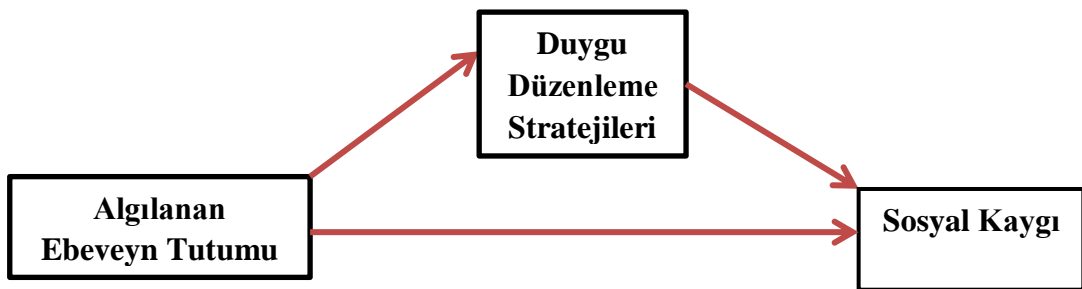 Duygu
Düzenleme
Stratejileri
Algılanan
Ebeveyn Tutumu
Sosyal Kaygı